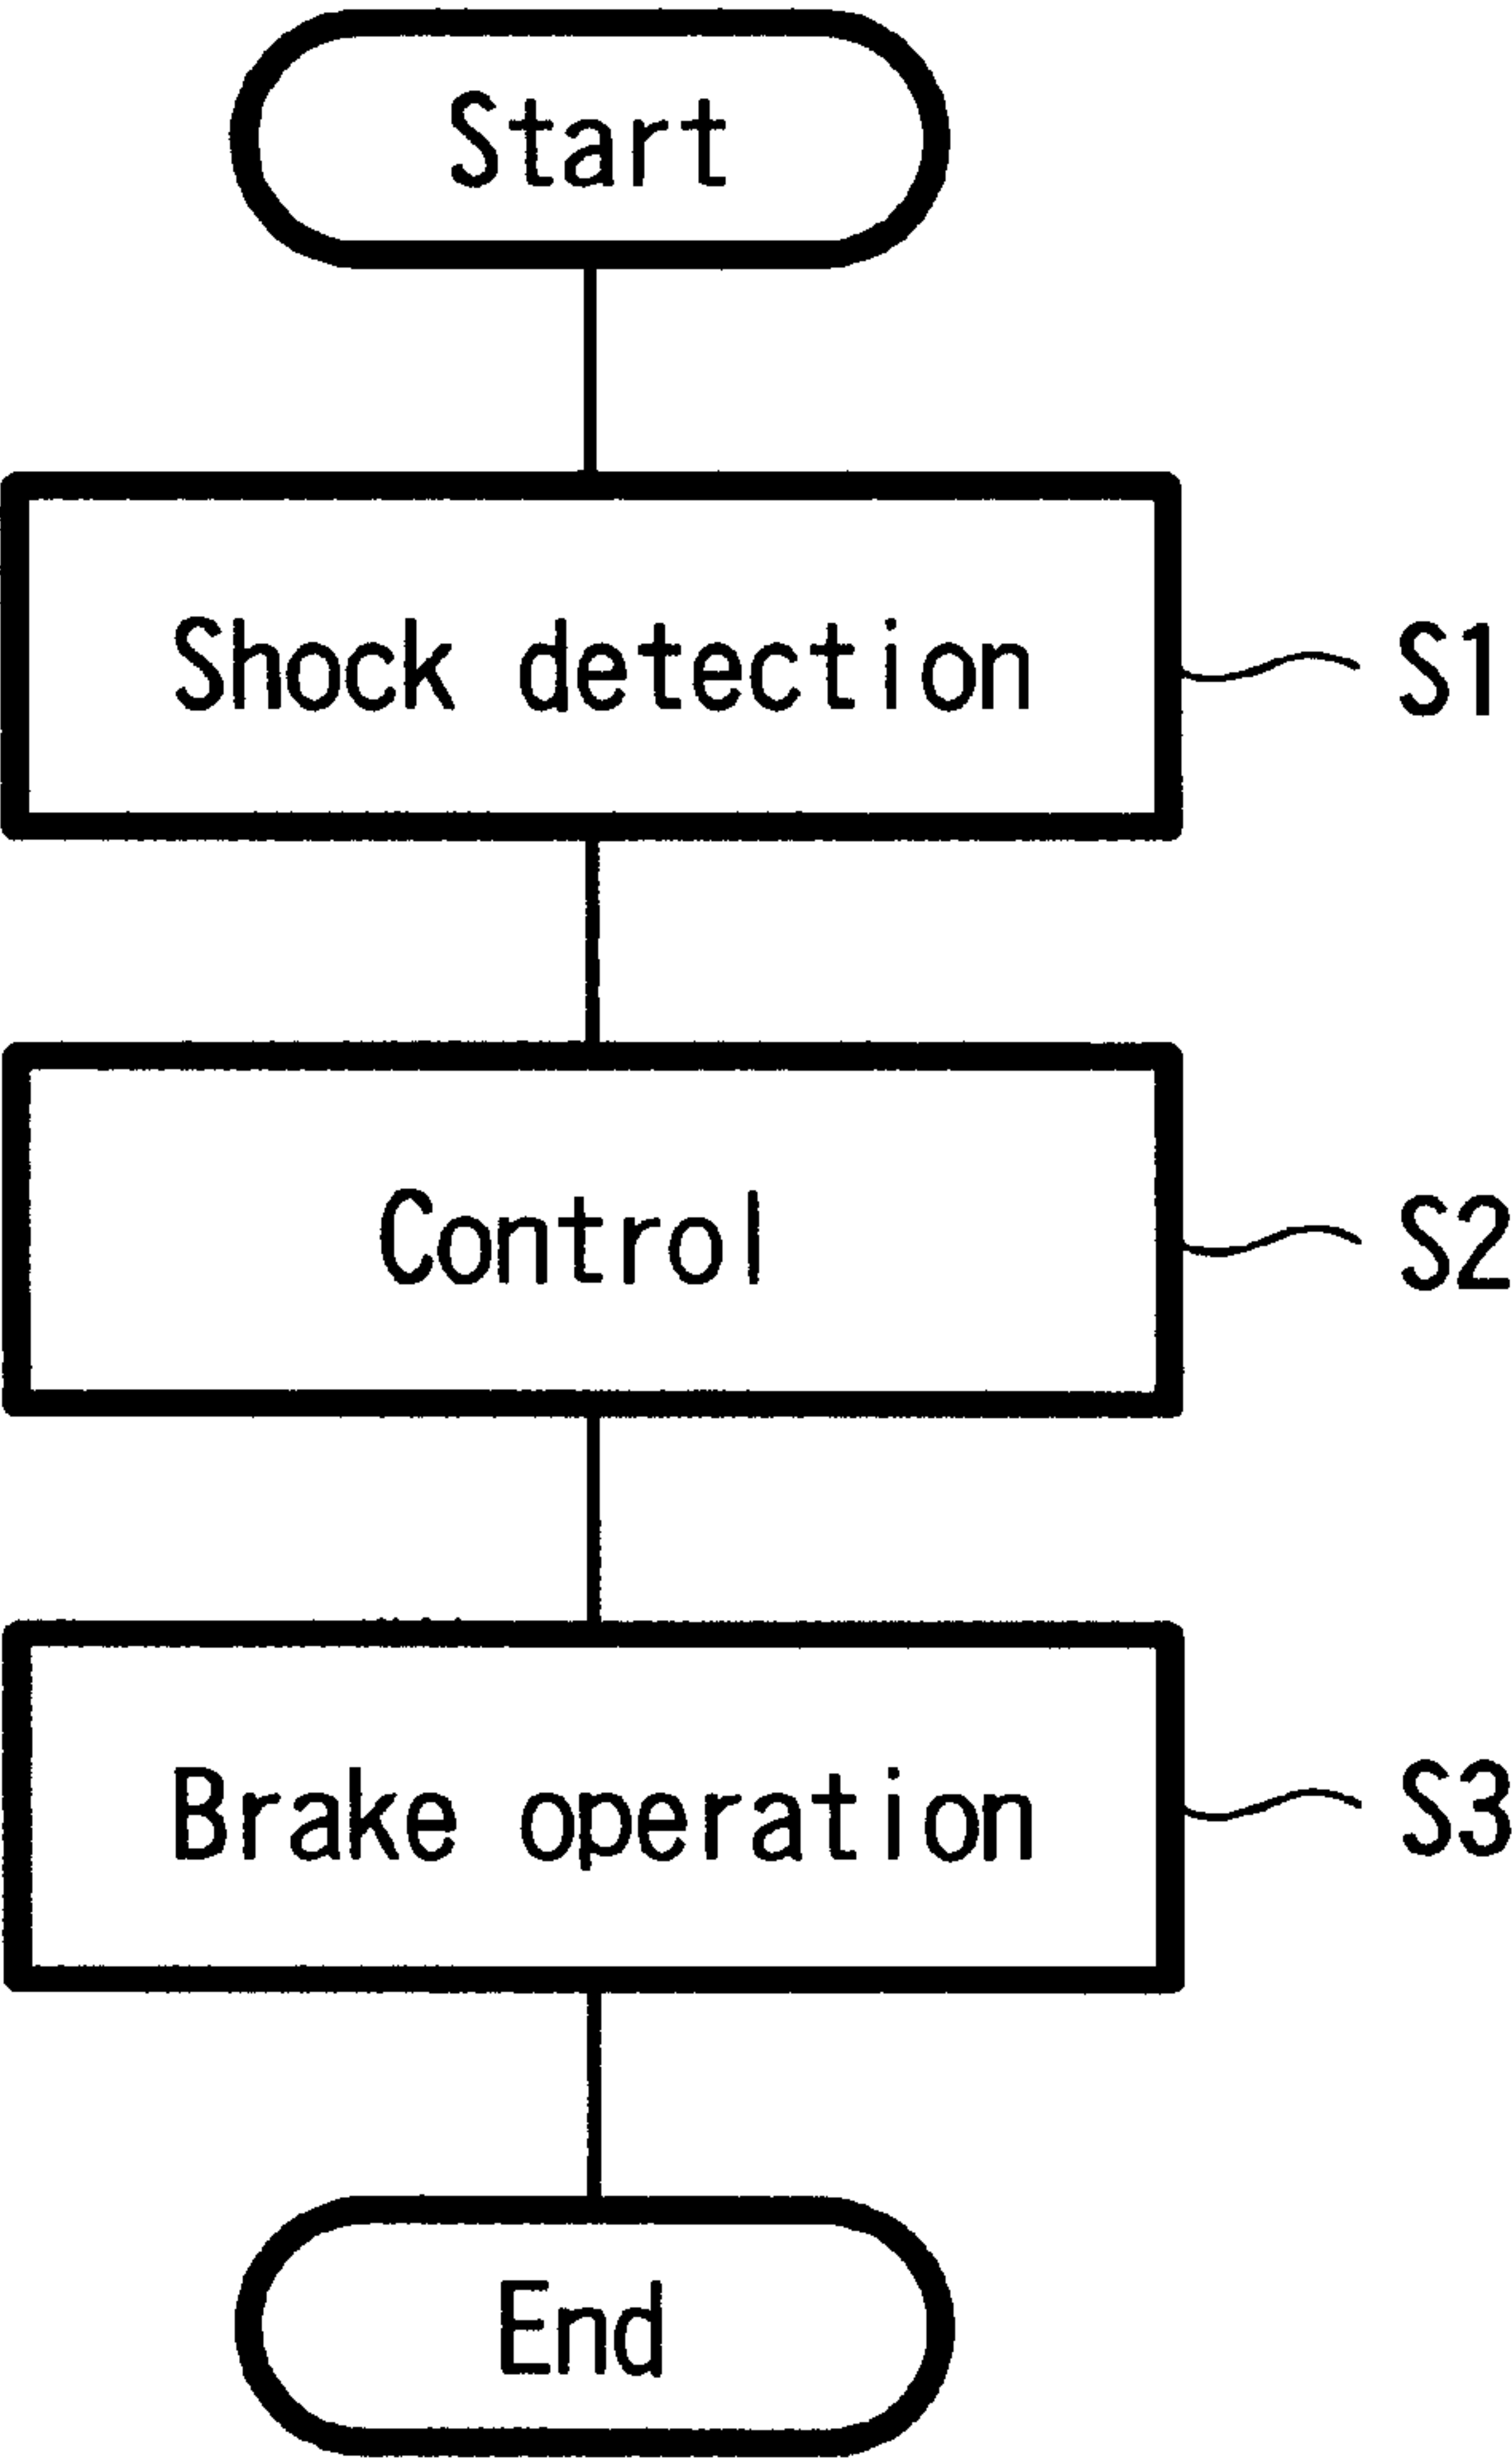 Start
Shock detection S1
Control S2
Brake operation S3
End